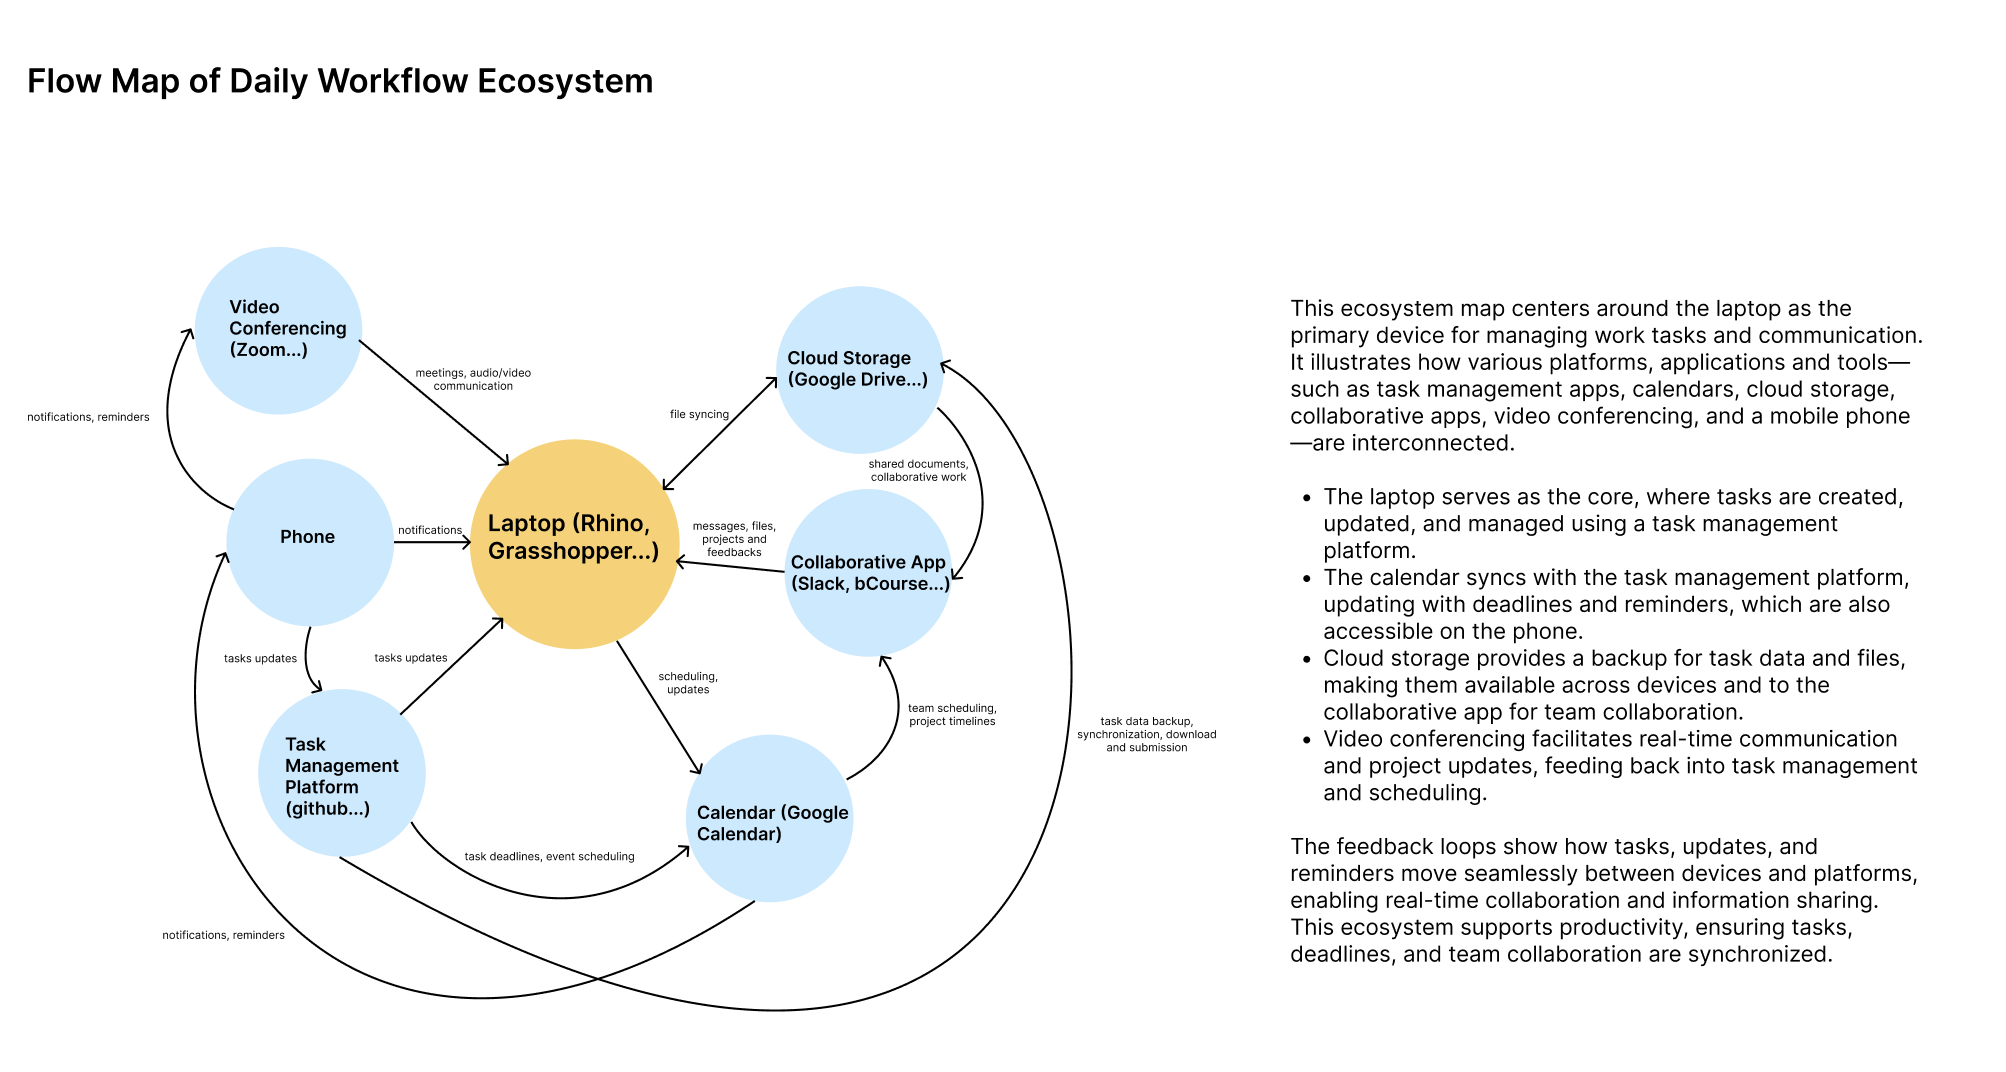 Flow Map of Daily Workflow Ecosystem
Video
Conferencing
(Zoom...)
meetings, audio/video
communication
notifications, reminders
Cloud Storage
(Google Drive...)
file syncing
shared documents,
collaborative work
Phone
notifications
Laptop (Rhino,
Grasshopper...)
messages, files,
projects and
feedbacks
Collaborative App
(Slack, bCourse...)
tasks updates
tasks updates
scheduling,
updates
team scheduling,
project timelines
task data backup,
synchronization, download
and submission
Task
Management
Platform
(github...)
Calendar (Google
Calendar)
task deadlines, event scheduling
notifications, reminders
This ecosystem map centers around the laptop as the
primary device for managing work tasks and communication.
It illustrates how various platforms, applications and tools—
such as task management apps, calendars, cloud storage,
collaborative apps, video conferencing, and a mobile phone
—are interconnected.
• The laptop serves as the core, where tasks are created,
updated, and managed using a task management
platform.
• The calendar syncs with the task management platform,
updating with deadlines and reminders, which are also
accessible on the phone.
• Cloud storage provides a backup for task data and files,
making them available across devices and to the
collaborative app for team collaboration.
• Video conferencing facilitates real-time communication
and project updates, feeding back into task management
and scheduling.
The feedback loops show how tasks, updates, and
reminders move seamlessly between devices and platforms,
enabling real-time collaboration and information sharing.
This ecosystem supports productivity, ensuring tasks,
deadlines, and team collaboration are synchronized.